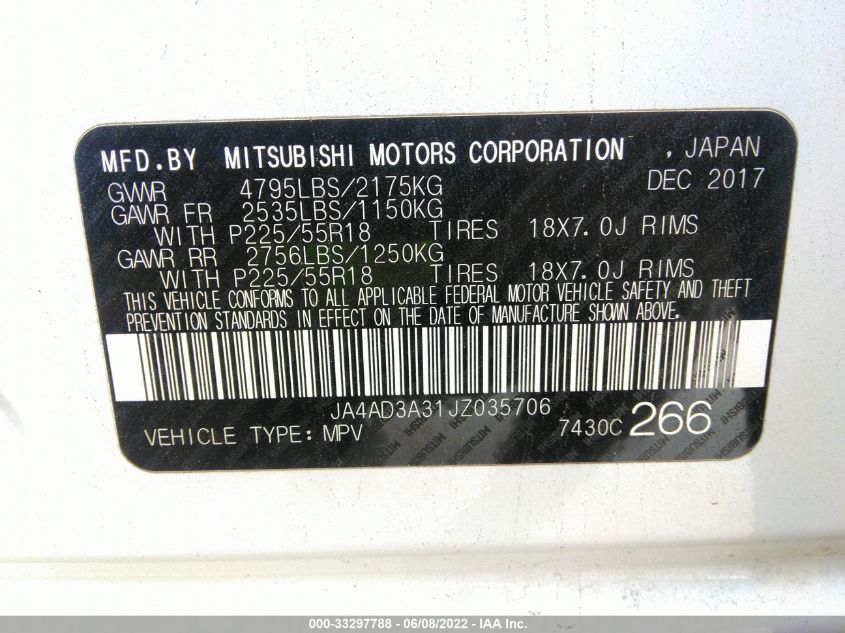 MFD.BY MITSUBISHI MOTORS CORPORATION , JAPAN
GVWR 4795LBS/2175KG DEC 2017
GAWR FR 2535LBS/1150KG
WITH P225/55R18 TIRES 18X7.0J RIMS
GAWR RR 2756LBS/1250KG
WITH P225/55R18 TIRES 18X7.0J RIMS
THIS VEHICLE CONFORMS TO ALL APPLICABLE FEDERAL MOTOR VEHICLE SAFETY AND THEFT
PREVENTION STANDARDS IN EFFECT ON THE DATE OF MANUFACTURE SHOWN ABOVE.
JA4AD3A31JZ035706
VEHICLE TYPE: MPV 7430C 266
000-33297788 - 06/08/2022 - IAA Inc.